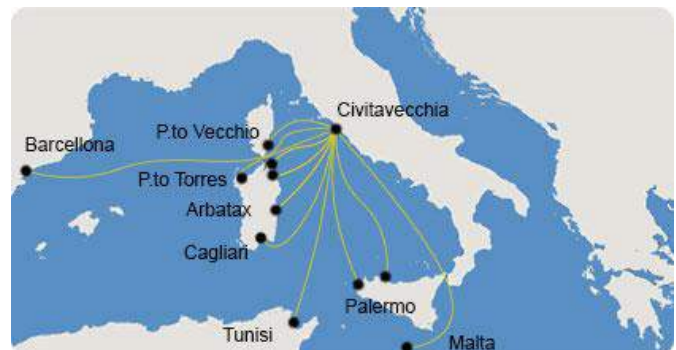 Civitavecchia
P.to Vecchio
Barcellona
P.to Torres
Arbatax
Cagliari
Palermo
Tunisi
Malta